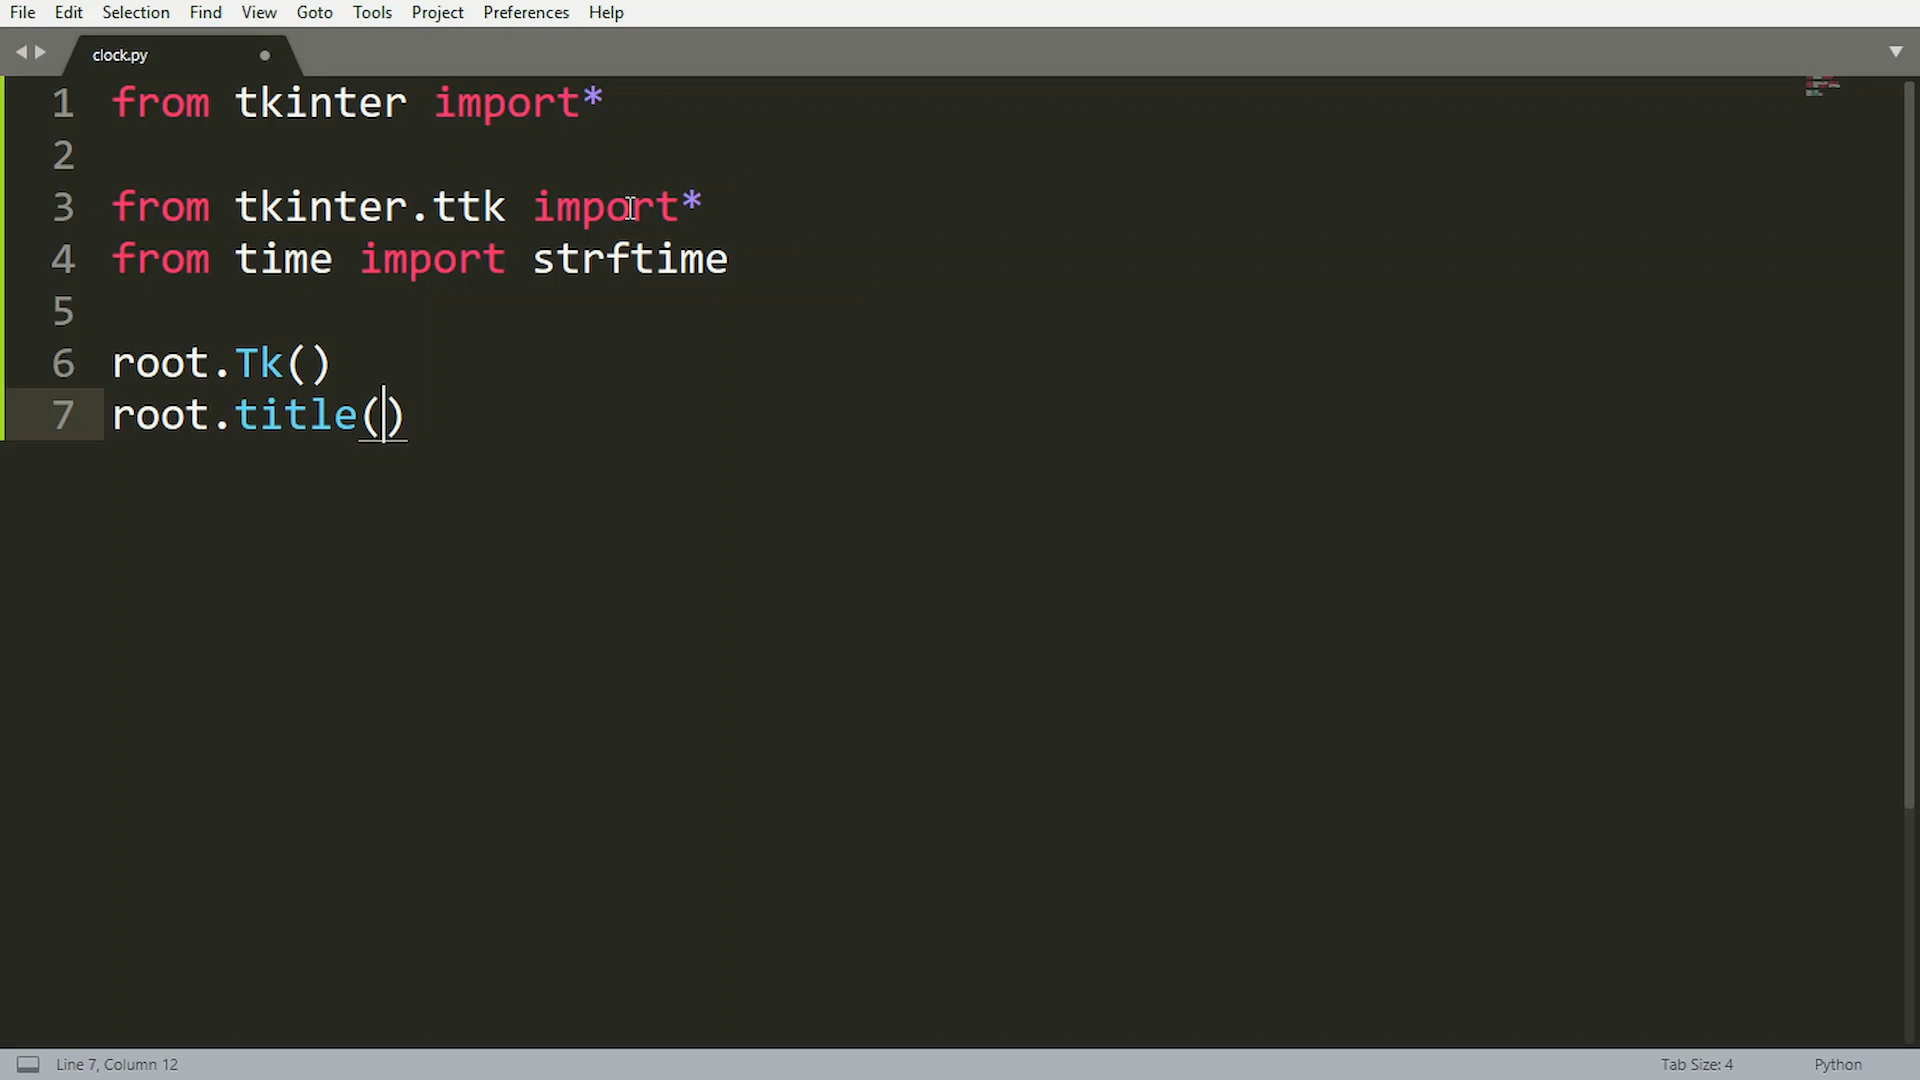 File Edit Selection Find View Goto Tools Project Preferences Help
clock.py
1 from tkinter import*
2
3 from tkinter.ttk import*
4 from time import strftime
5
6 root.Tk()
7 root.title()
Line 7, Column 12 Tab Size: 4 Python